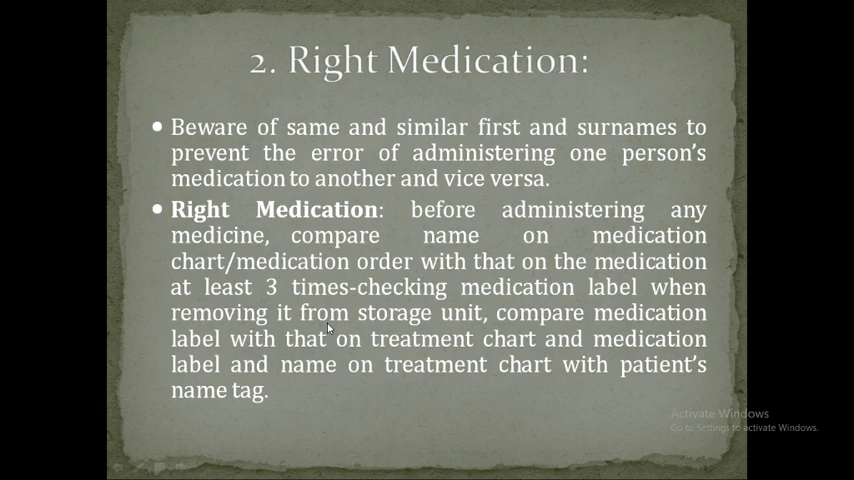 2. Right Medication:
• Beware of same and similar first and surnames to
prevent the error of administering one person's
medication to another and vice versa.
• Right Medication: before administering any
medicine, compare name on medication
chart/medication order with that on the medication
at least 3 times-checking medication label when
removing it from storage unit, compare medication
label with that on treatment chart and medication
label and name on treatment chart with patient's
name tag.
Activate Windows
Go to Settings to activate Windows.